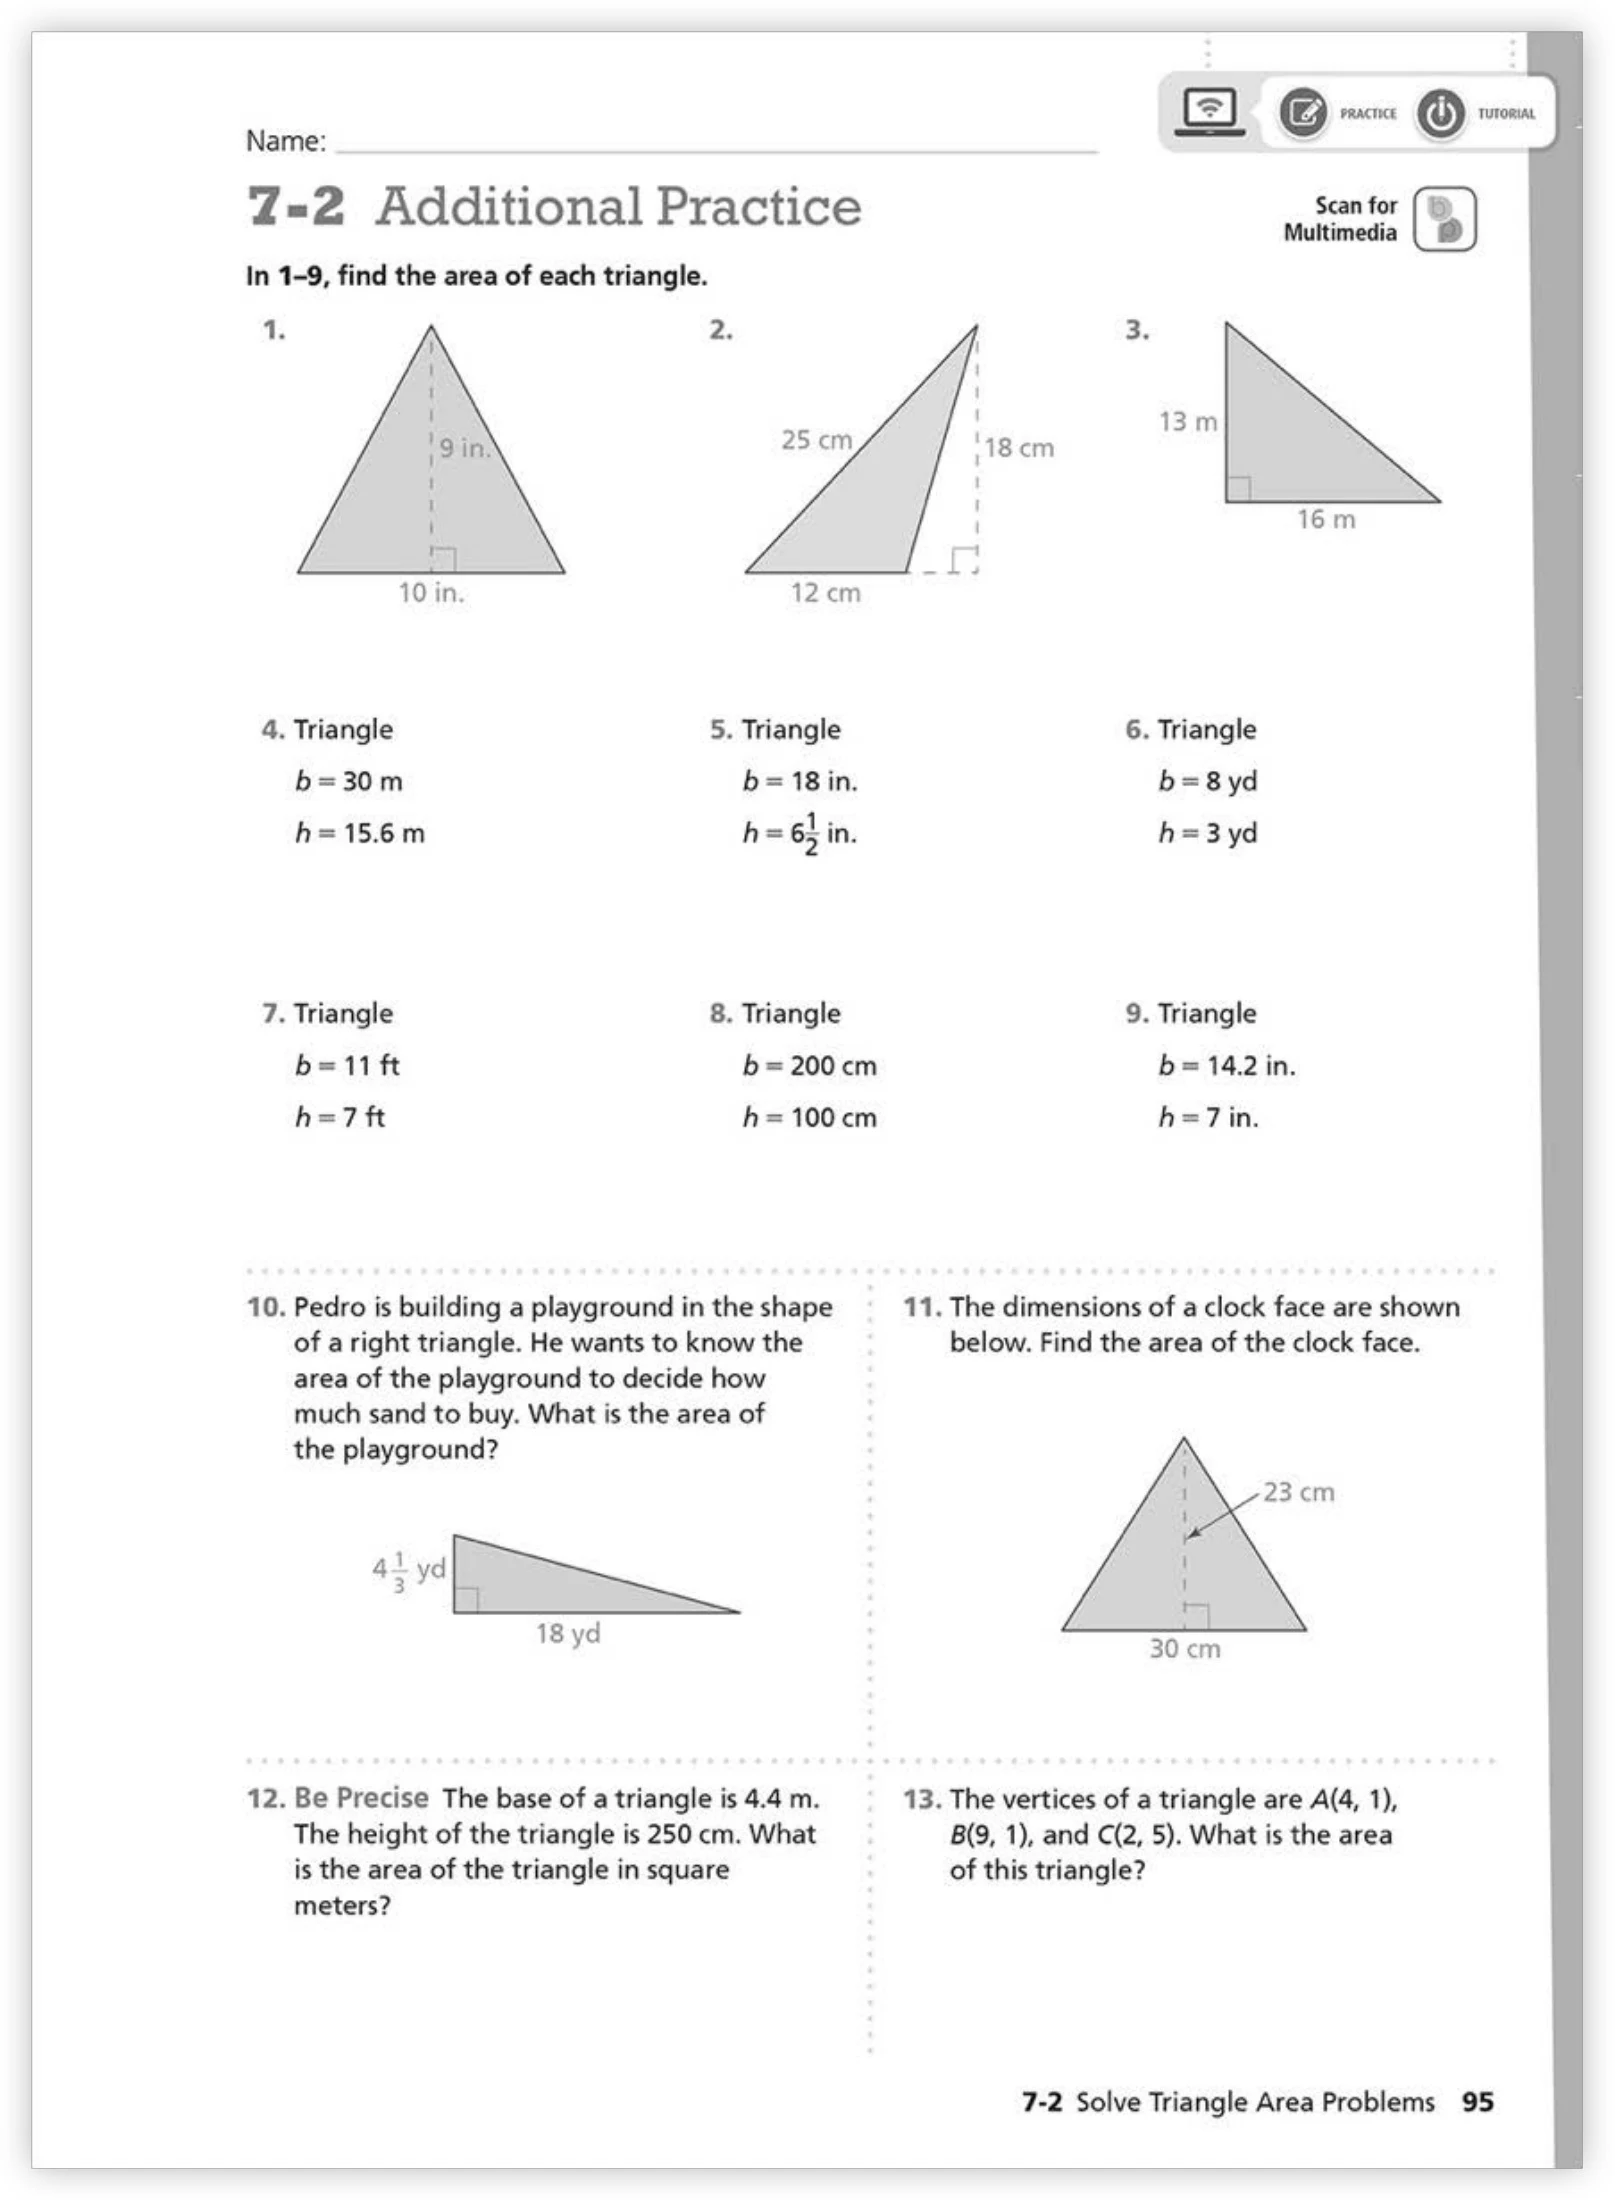 PRACTICE
TUTORIAL
Name:
7-2 Additional Practice
Scan for
Multimedia
In 1–9, find the area of each triangle.
1.
9 in.
10 in.
2.
25 cm
18 cm
12 cm
3.
13 m
16 m
4. Triangle
b = 30 m
h = 15.6 m
5. Triangle
b = 18 in.
h = 6 1/2 in.
6. Triangle
b = 8 yd
h = 3 yd
7. Triangle
b = 11 ft
h = 7 ft
8. Triangle
b = 200 cm
h = 100 cm
9. Triangle
b = 14.2 in.
h = 7 in.
10. Pedro is building a playground in the shape
of a right triangle. He wants to know the
area of the playground to decide how
much sand to buy. What is the area of
the playground?
4 1/3 yd
18 yd
11. The dimensions of a clock face are shown
below. Find the area of the clock face.
23 cm
30 cm
12. Be Precise The base of a triangle is 4.4 m.
The height of the triangle is 250 cm. What
is the area of the triangle in square
meters?
13. The vertices of a triangle are A(4, 1),
B(9, 1), and C(2, 5). What is the area
of this triangle?
7-2 Solve Triangle Area Problems 95